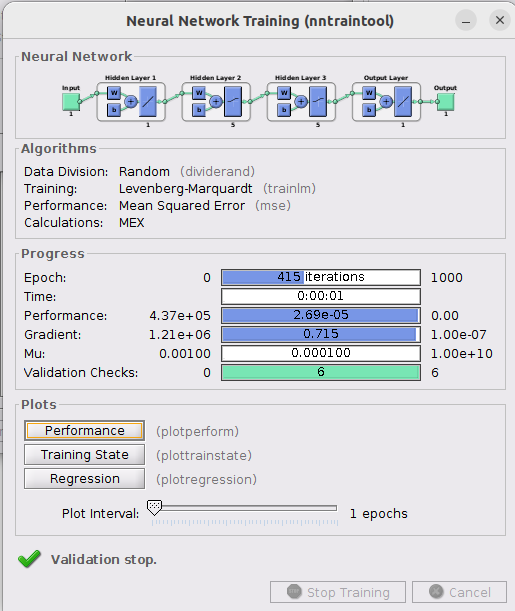 Neural Network Training (nntraintool)
Neural Network
Hidden Layer 1 Hidden Layer 2 Hidden Layer 3 Output Layer
Input Output
W W W W
+ + + +
b b b b
1 1 5 5 1 1
Algorithms
Data Division: Random (dividerand)
Training: Levenberg-Marquardt (trainlm)
Performance: Mean Squared Error (mse)
Calculations: MEX
Progress
Epoch: 0 415 iterations 1000
Time: 0:00:01
Performance: 4.37e+05 2.69e-05 0.00
Gradient: 1.21e+06 0.715 1.00e-07
Mu: 0.00100 0.000100 1.00e+10
Validation Checks: 0 6 6
Plots
Performance (plotperform)
Training State (plottrainstate)
Regression (plotregression)
Plot Interval: 1 epochs
Validation stop.
Stop Training Cancel